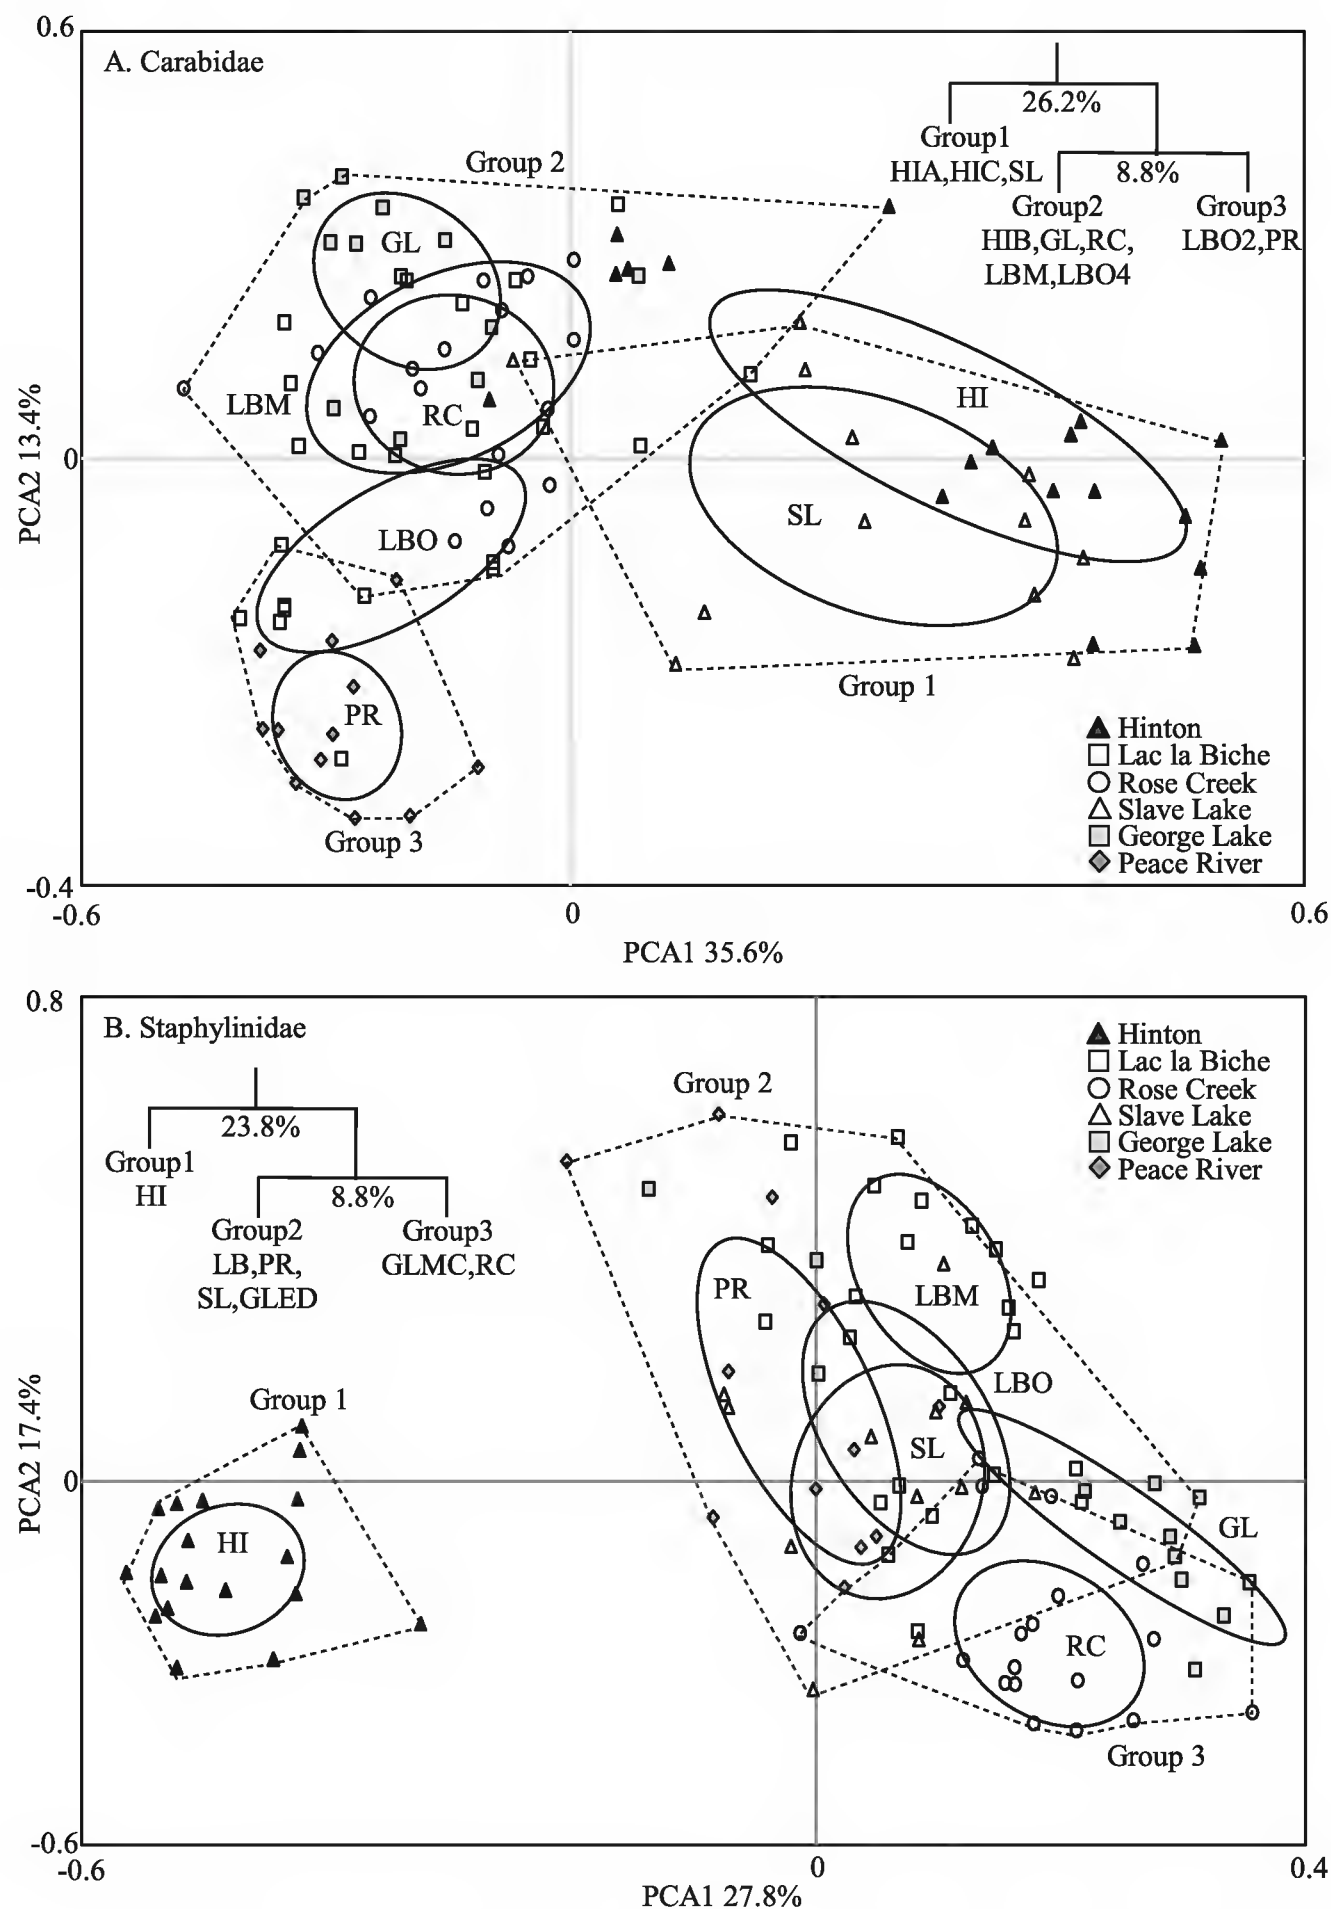 0.6
A. Carabidae
26.2%
Group1
HIA,HIC,SL
8.8%
Group2
HIB,GL,RC,
LBM,LBO4
Group3
LBO2,PR
Group 2
GL
LBM
RC
HI
SL
LBO
PR
Group 1
Group 3
Hinton
Lac la Biche
Rose Creek
Slave Lake
George Lake
Peace River
PCA2 13.4%
0
-0.4
-0.6
0
0.6
PCA1 35.6%
0.8
B. Staphylinidae
23.8%
Group1
HI
8.8%
Group2
LB,PR,
SL,GLED
Group3
GLMC,RC
Hinton
Lac la Biche
Rose Creek
Slave Lake
George Lake
Peace River
Group 2
PR
LBM
LBO
Group 1
SL
HI
GL
RC
Group 3
PCA2 17.4%
0
-0.6
-0.6
0
0.4
PCA1 27.8%